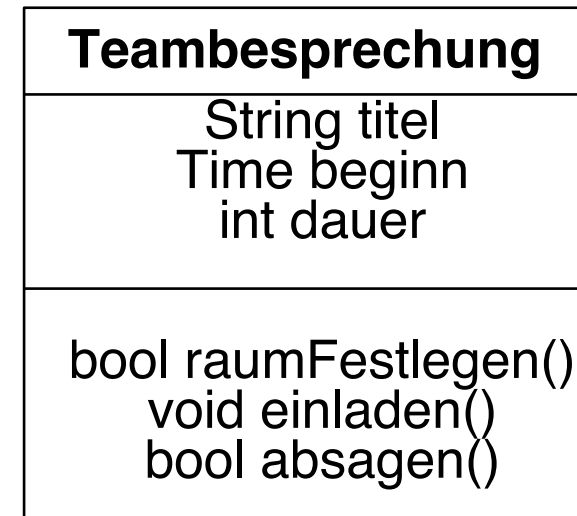 Teambesprechung
String titel
Time beginn
int dauer
bool raumFestlegen()
void einladen()
bool absagen()